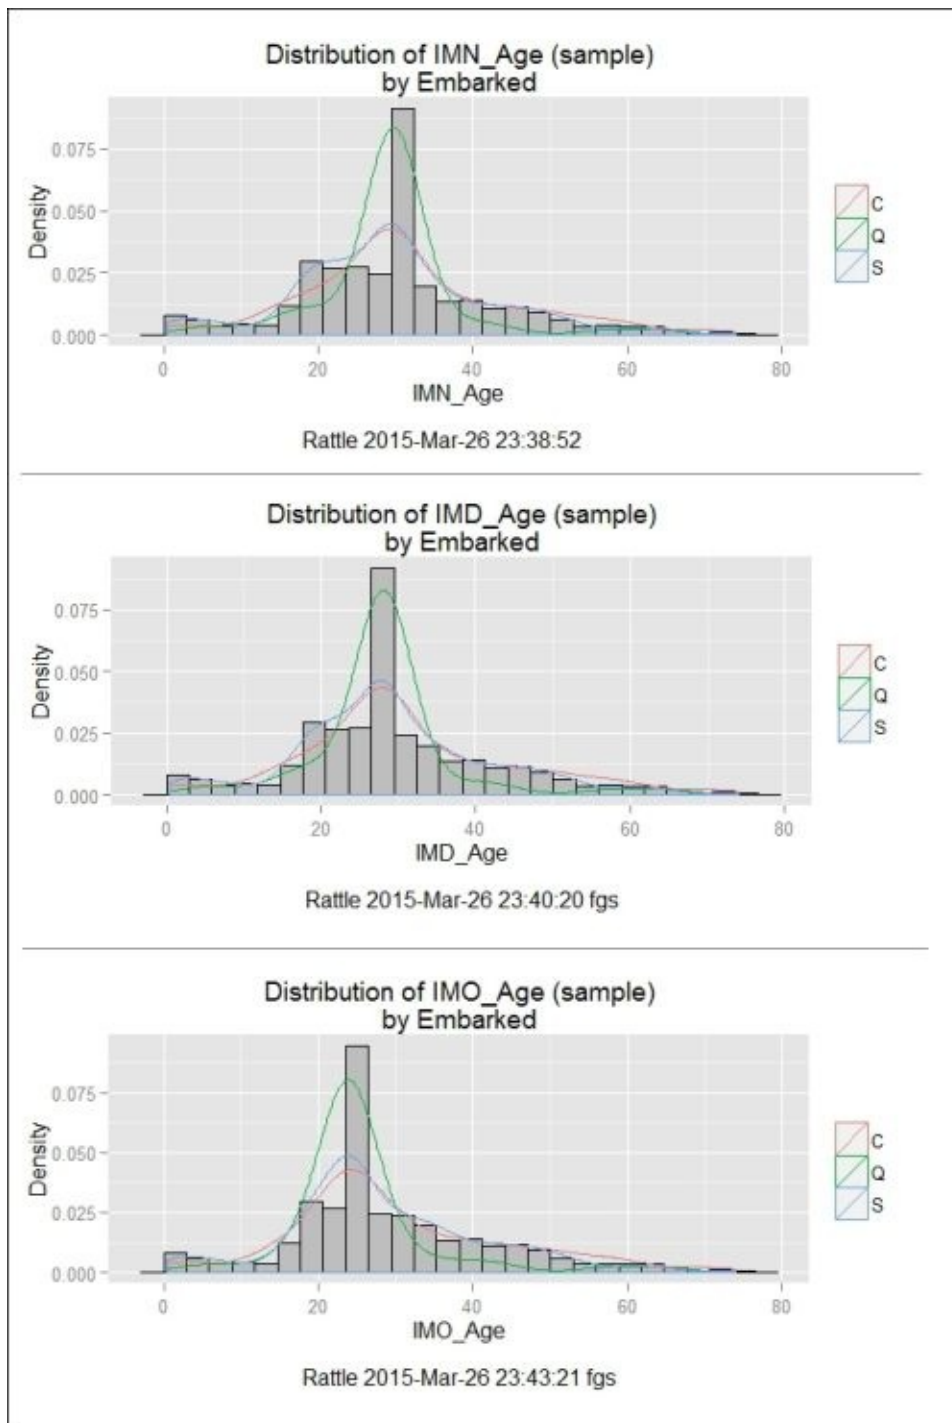 Distribution of IMN_Age (sample)
by Embarked
0.075
0.050
0.025
0.000
Density
0 20 40 60 80
IMN_Age
C
Q
S
Rattle 2015-Mar-26 23:38:52
Distribution of IMD_Age (sample)
by Embarked
0.075
0.050
0.025
0.000
Density
0 20 40 60 80
IMD_Age
C
Q
S
Rattle 2015-Mar-26 23:40:20 fgs
Distribution of IMO_Age (sample)
by Embarked
0.075
0.050
0.025
0.000
Density
0 20 40 60 80
IMO_Age
C
Q
S
Rattle 2015-Mar-26 23:43:21 fgs